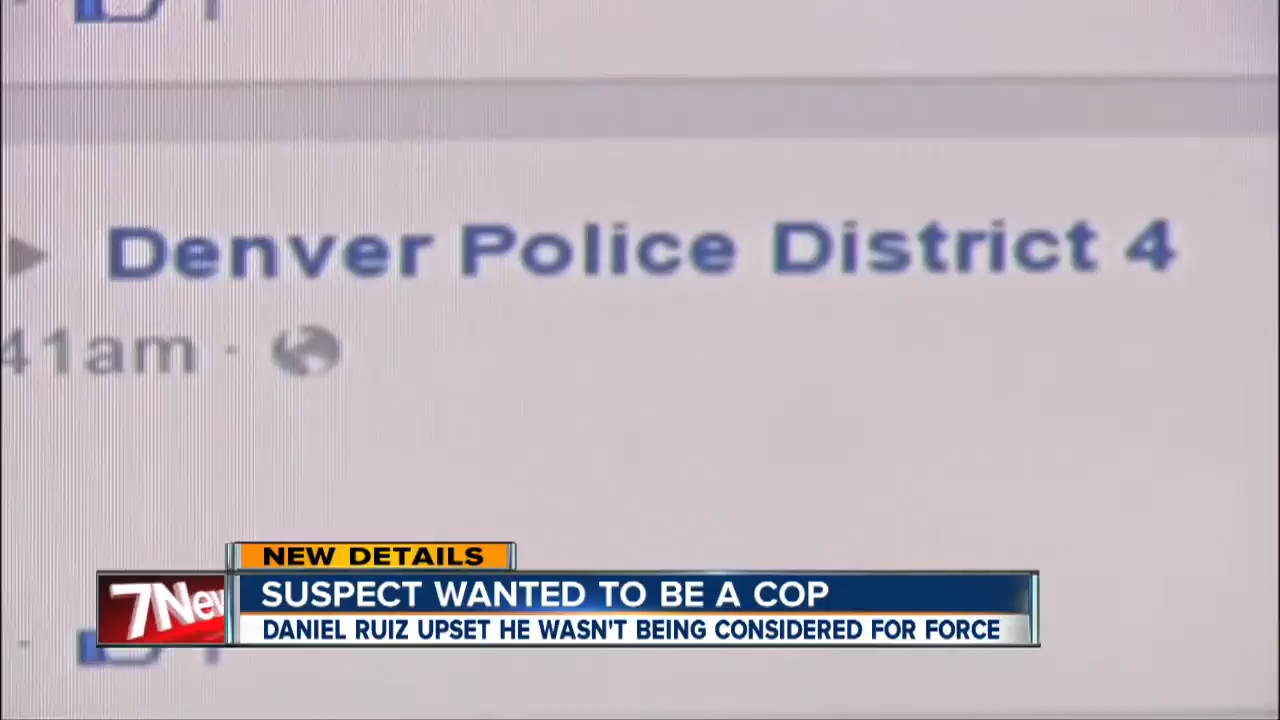 Denver Police District 4
41am ·
NEW DETAILS
7New
SUSPECT WANTED TO BE A COP
DANIEL RUIZ UPSET HE WASN'T BEING CONSIDERED FOR FORCE